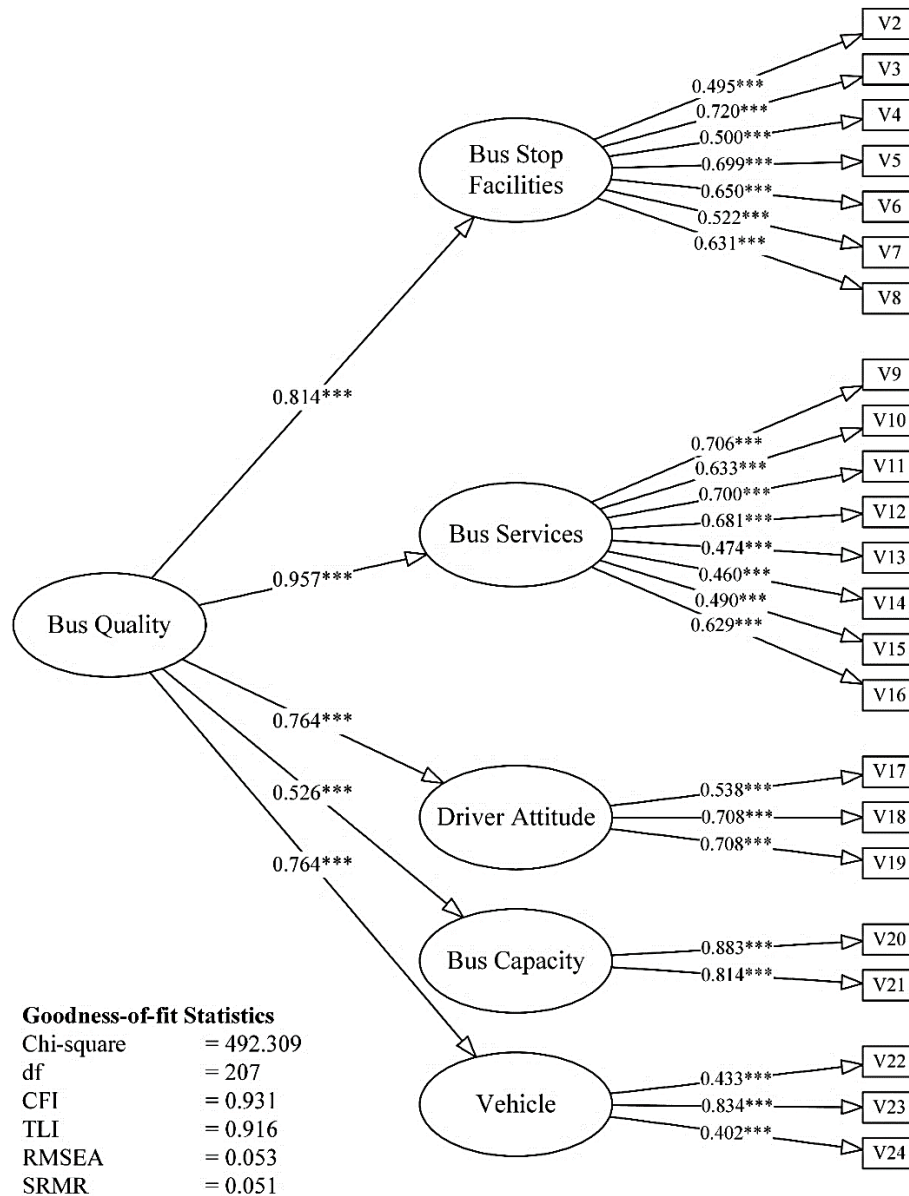 V2
0.495***
V3
0.720***
V4
0.500***
Bus Stop
Facilities
0.699***
V5
0.650***
V6
0.522***
V7
0.631***
V8
0.814***
V9
0.706***
V10
0.633***
V11
0.700***
Bus Services
0.681***
V12
0.474***
V13
0.460***
V14
0.490***
V15
0.629***
V16
0.957***
Bus Quality
0.764***
0.526***
0.764***
Driver Attitude
0.538***
V17
0.708***
V18
0.708***
V19
Bus Capacity
0.883***
V20
0.814***
V21
Vehicle
0.433***
V22
0.834***
V23
0.402***
V24
Goodness-of-fit Statistics
Chi-square = 492.309
df = 207
CFI = 0.931
TLI = 0.916
RMSEA = 0.053
SRMR = 0.051